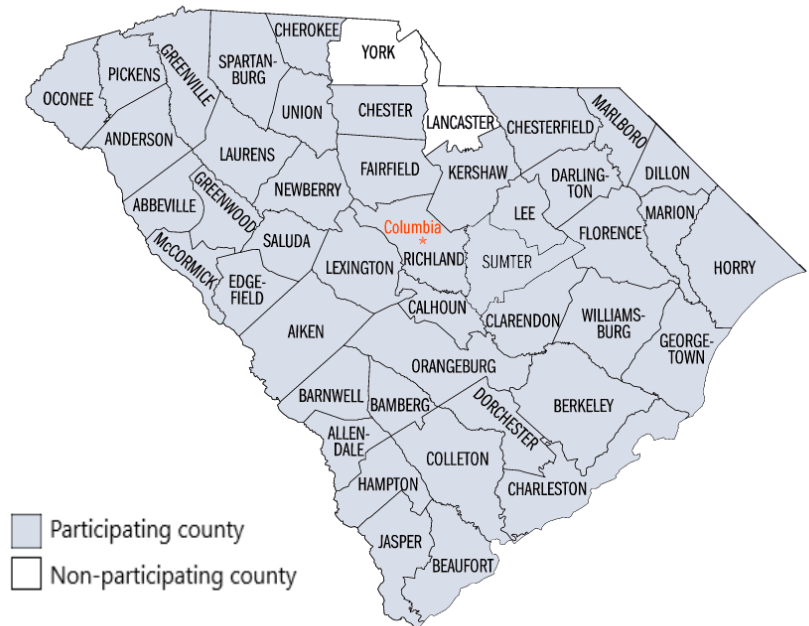 CHEROKEE
YORK
SPARTAN-
BURG
GREENVILLE
PICKENS
OCONEE
UNION
CHESTER
LANCASTER
CHESTERFIELD
MARLBORO
ANDERSON
LAURENS
FAIRFIELD
KERSHAW
DARLING-
TON
DILLON
NEWBERRY
ABBEVILLE
GREENWOOD
LEE
MARION
Columbia
*
FLORENCE
SALUDA
McCORMICK
LEXINGTON
RICHLAND
SUMTER
HORRY
EDGE-
FIELD
CALHOUN
CLARENDON
WILLIAMS-
BURG
GEORGE-
TOWN
AIKEN
ORANGEBURG
BARNWELL
BAMBERG
DORCHESTER
BERKELEY
ALLEN-
DALE
COLLETON
HAMPTON
CHARLESTON
JASPER
BEAUFORT
Participating county
Non-participating county